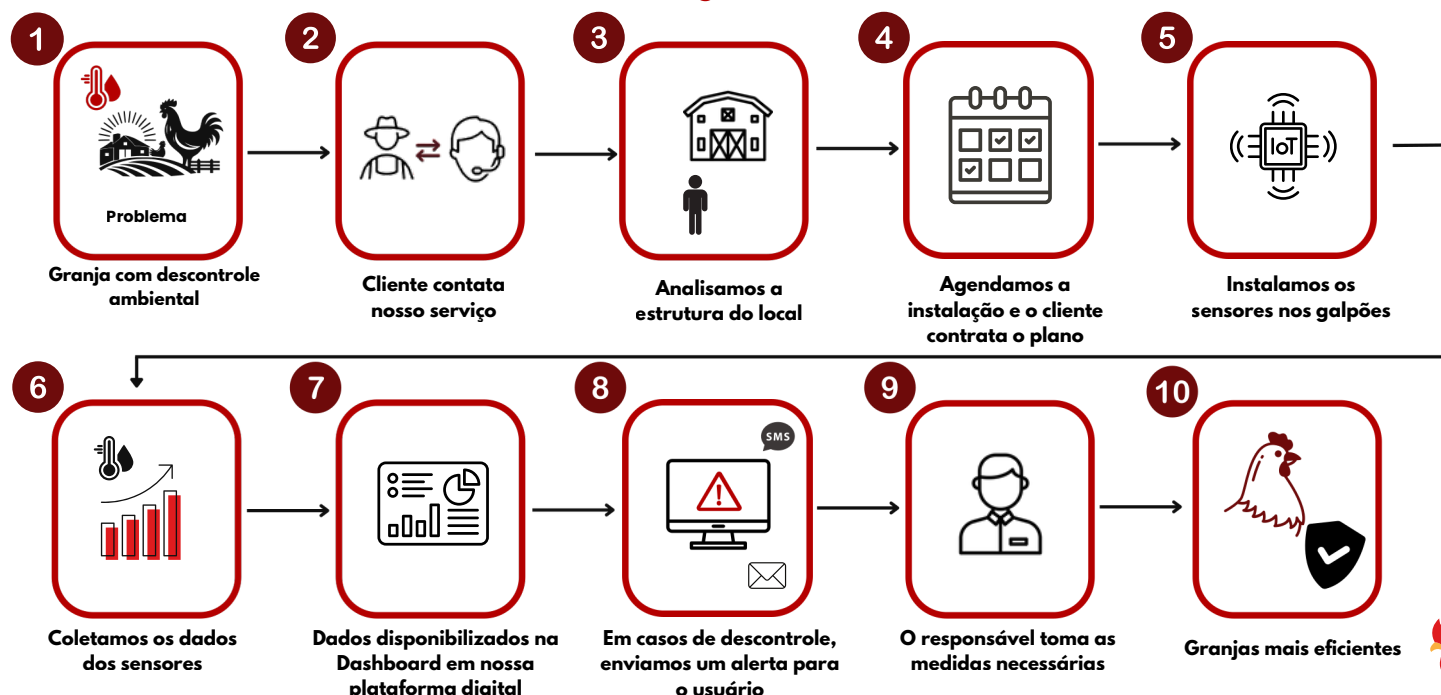 1
2
3
4
5
Problema
IoT
Granja com descontrole
ambiental
Cliente contata
nosso serviço
Analisamos a
estrutura do local
Agendamos a
instalação e o cliente
contrata o plano
Instalamos os
sensores nos galpões
6
7
8
9
10
SMS
Coletamos os dados
dos sensores
Dados disponibilizados na
Dashboard em nossa
plataforma digital
Em casos de descontrole,
enviamos um alerta para
o usuário
O responsável toma as
medidas necessárias
Granjas mais eficientes